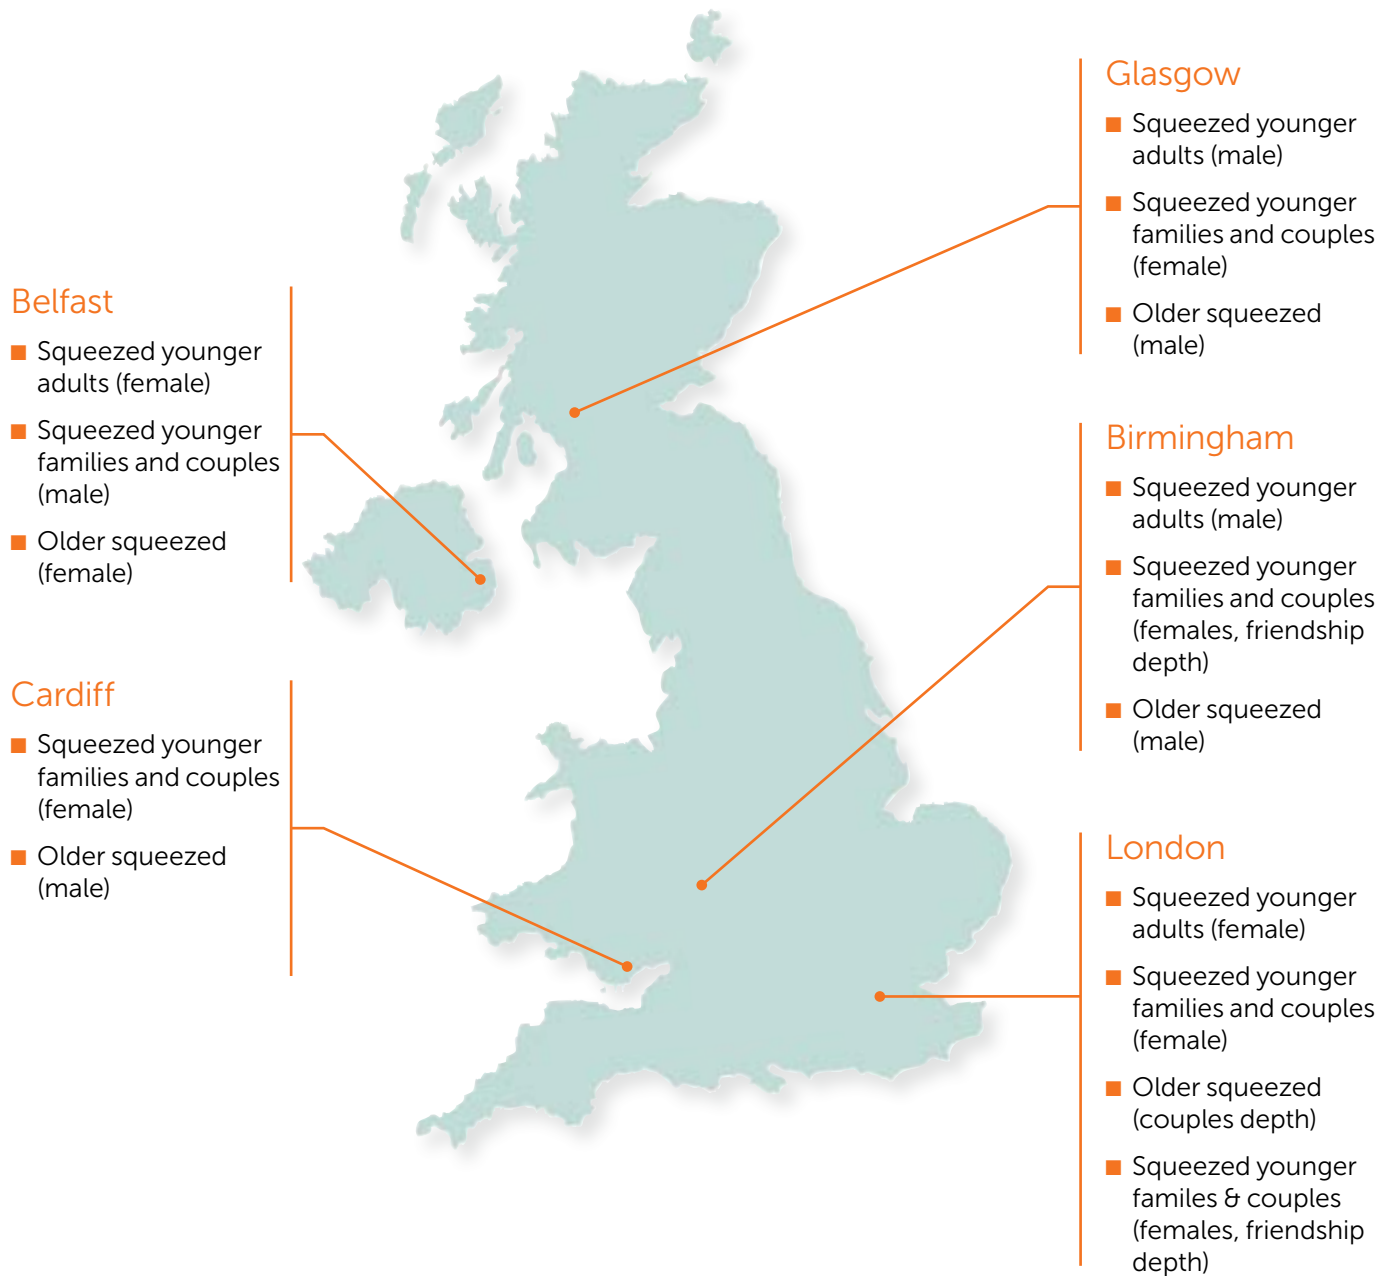 Glasgow
■ Squeezed younger
adults (male)
■ Squeezed younger
families and couples
(female)
■ Older squeezed
(male)
Belfast
■ Squeezed younger
adults (female)
■ Squeezed younger
families and couples
(male)
■ Older squeezed
(female)
Birmingham
■ Squeezed younger
adults (male)
■ Squeezed younger
families and couples
(females, friendship
depth)
■ Older squeezed
(male)
Cardiff
■ Squeezed younger
families and couples
(female)
■ Older squeezed
(male)
London
■ Squeezed younger
adults (female)
■ Squeezed younger
families and couples
(female)
■ Older squeezed
(couples depth)
■ Squeezed younger
familes & couples
(females, friendship
depth)